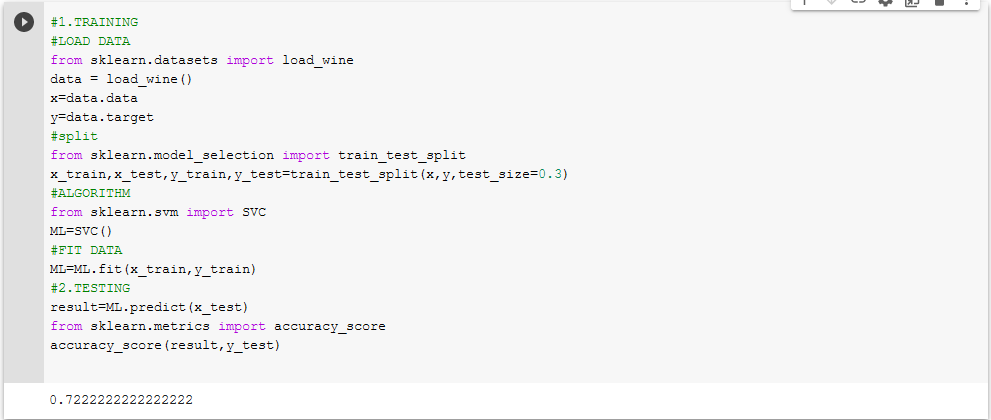 #1.TRAINING
#LOAD DATA
from sklearn.datasets import load_wine
data = load_wine()
x=data.data
y=data.target
#split
from sklearn.model_selection import train_test_split
x_train,x_test,y_train,y_test=train_test_split(x,y,test_size=0.3)
#ALGORITHM
from sklearn.svm import SVC
ML=SVC()
#FIT DATA
ML=ML.fit(x_train,y_train)
#2.TESTING
result=ML.predict(x_test)
from sklearn.metrics import accuracy_score
accuracy_score(result,y_test)
0.7222222222222222